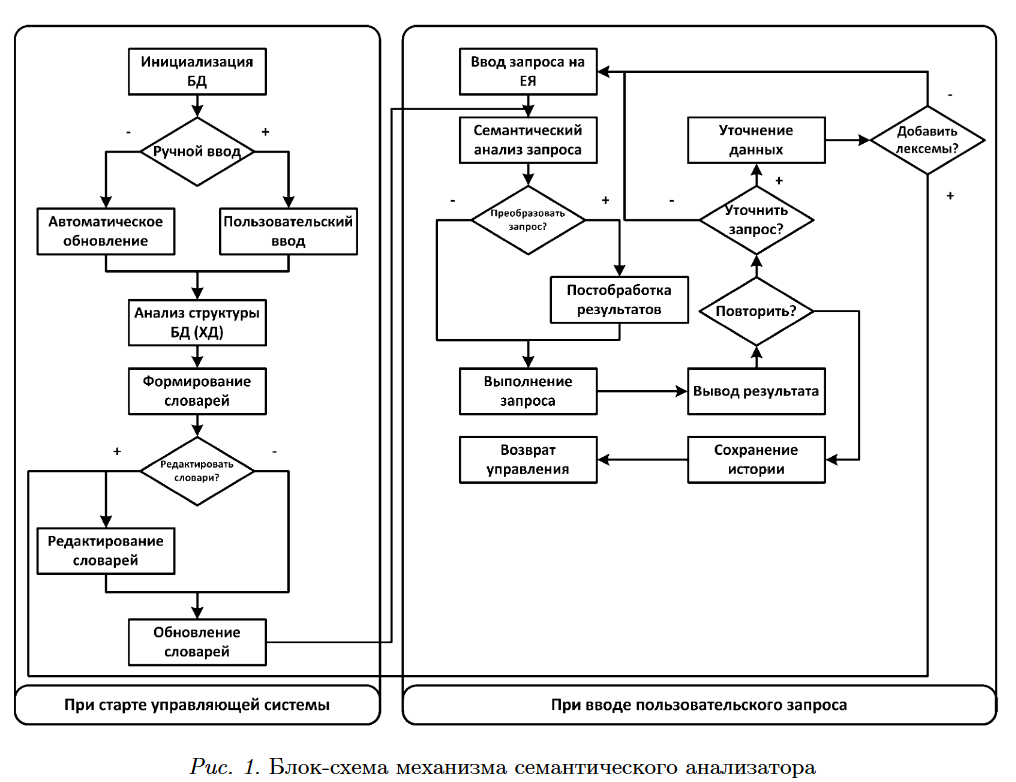 Инициализация
БД
-
+
Ручной ввод
Автоматическое
обновление
Пользовательский
ввод
Анализ структуры
БД (ХД)
Формирование
словарей
+
-
Редактировать
словари?
Редактирование
словарей
Обновление
словарей
При старте управляющей системы
Ввод запроса на
ЕЯ
Семантический
анализ запроса
-
+
Преобразовать
запрос?
Постобработка
результатов
Выполнение
запроса
Вывод результата
Повторить?
-
+
Уточнить
запрос?
Уточнение
данных
-
Добавить
лексемы?
+
Сохранение
истории
Возврат
управления
При вводе пользовательского запроса
Рис. 1. Блок-схема механизма семантического анализатора